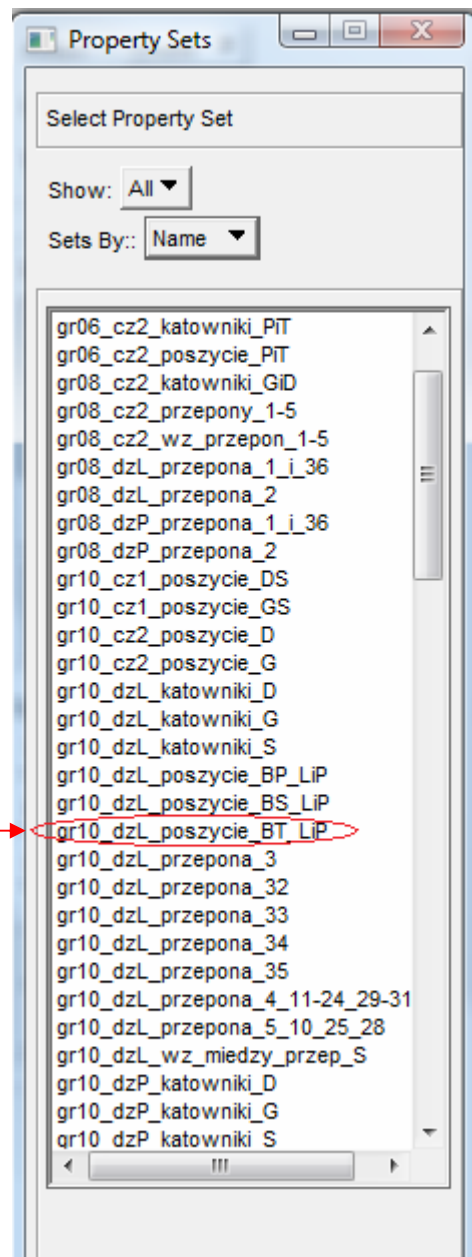 Property Sets
Select Property Set
Show: All
Sets By:: Name
gr06_cz2_katowniki_PiT
gr06_cz2_poszycie_PiT
gr08_cz2_katowniki_GiD
gr08_cz2_przepony_1-5
gr08_cz2_wz_przepon_1-5
gr08_dzL_przepona_1_i_36
gr08_dzL_przepona_2
gr08_dzP_przepona_1_i_36
gr08_dzP_przepona_2
gr10_cz1_poszycie_DS
gr10_cz1_poszycie_GS
gr10_cz2_poszycie_D
gr10_cz2_poszycie_G
gr10_dzL_katowniki_D
gr10_dzL_katowniki_G
gr10_dzL_katowniki_S
gr10_dzL_poszycie_BP_LiP
gr10_dzL_poszycie_BS_LiP
gr10_dzL_poszycie_BT_LiP
gr10_dzL_przepona_3
gr10_dzL_przepona_32
gr10_dzL_przepona_33
gr10_dzL_przepona_34
gr10_dzL_przepona_35
gr10_dzL_przepona_4_11-24_29-31
gr10_dzL_przepona_5_10_25_28
gr10_dzL_wz_miedzy_przep_S
gr10_dzP_katowniki_D
gr10_dzP_katowniki_G
gr10_dzP_katowniki_S